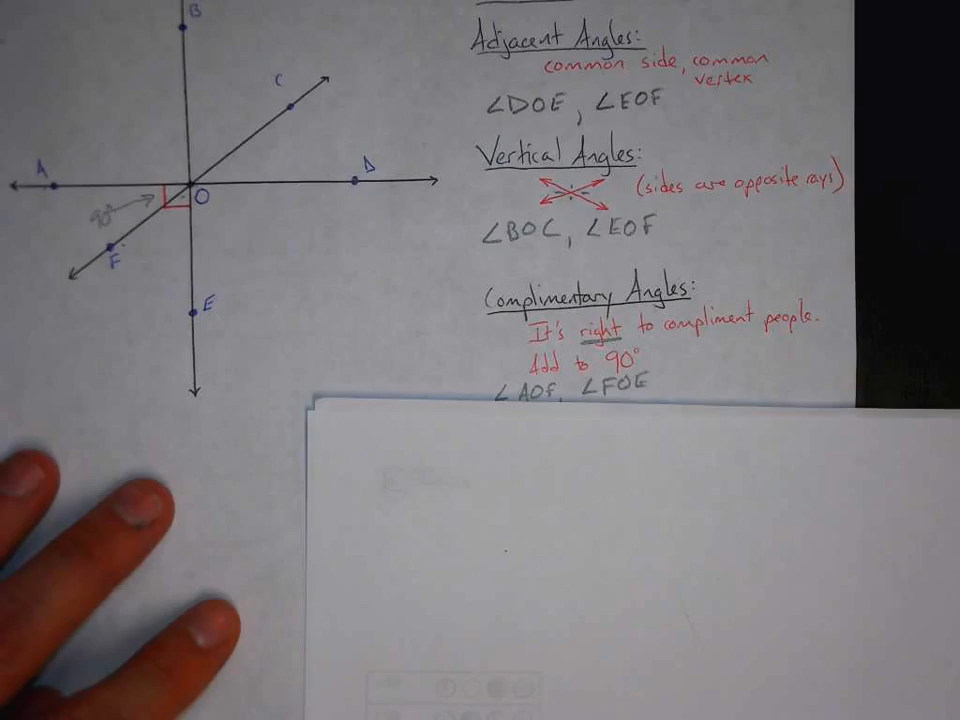 B
C
A
D
O
90°
F
E
Adjacent Angles:
common side, common
vertex
∠DOE, ∠EOF
Vertical Angles:
(sides are opposite rays)
∠BOC, ∠EOF
Complimentary Angles:
It's right to compliment people.
Add to 90°
∠AOF, ∠FOE